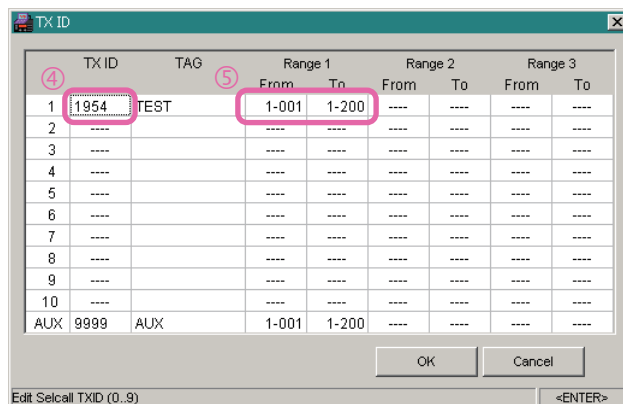 TX ID
TX ID TAG Range 1 Range 2 Range 3
④ ⑤ From To From To From To
1 1954 TEST 1-001 1-200 ---- ---- ---- ----
2 ---- ---- ---- ---- ---- ---- ----
3 ---- ---- ---- ---- ---- ---- ----
4 ---- ---- ---- ---- ---- ---- ----
5 ---- ---- ---- ---- ---- ---- ----
6 ---- ---- ---- ---- ---- ---- ----
7 ---- ---- ---- ---- ---- ---- ----
8 ---- ---- ---- ---- ---- ---- ----
9 ---- ---- ---- ---- ---- ---- ----
10 ---- ---- ---- ---- ---- ---- ----
AUX 9999 AUX 1-001 1-200 ---- ---- ---- ----
OK Cancel
Edit Selcall TXID (0..9) <ENTER>